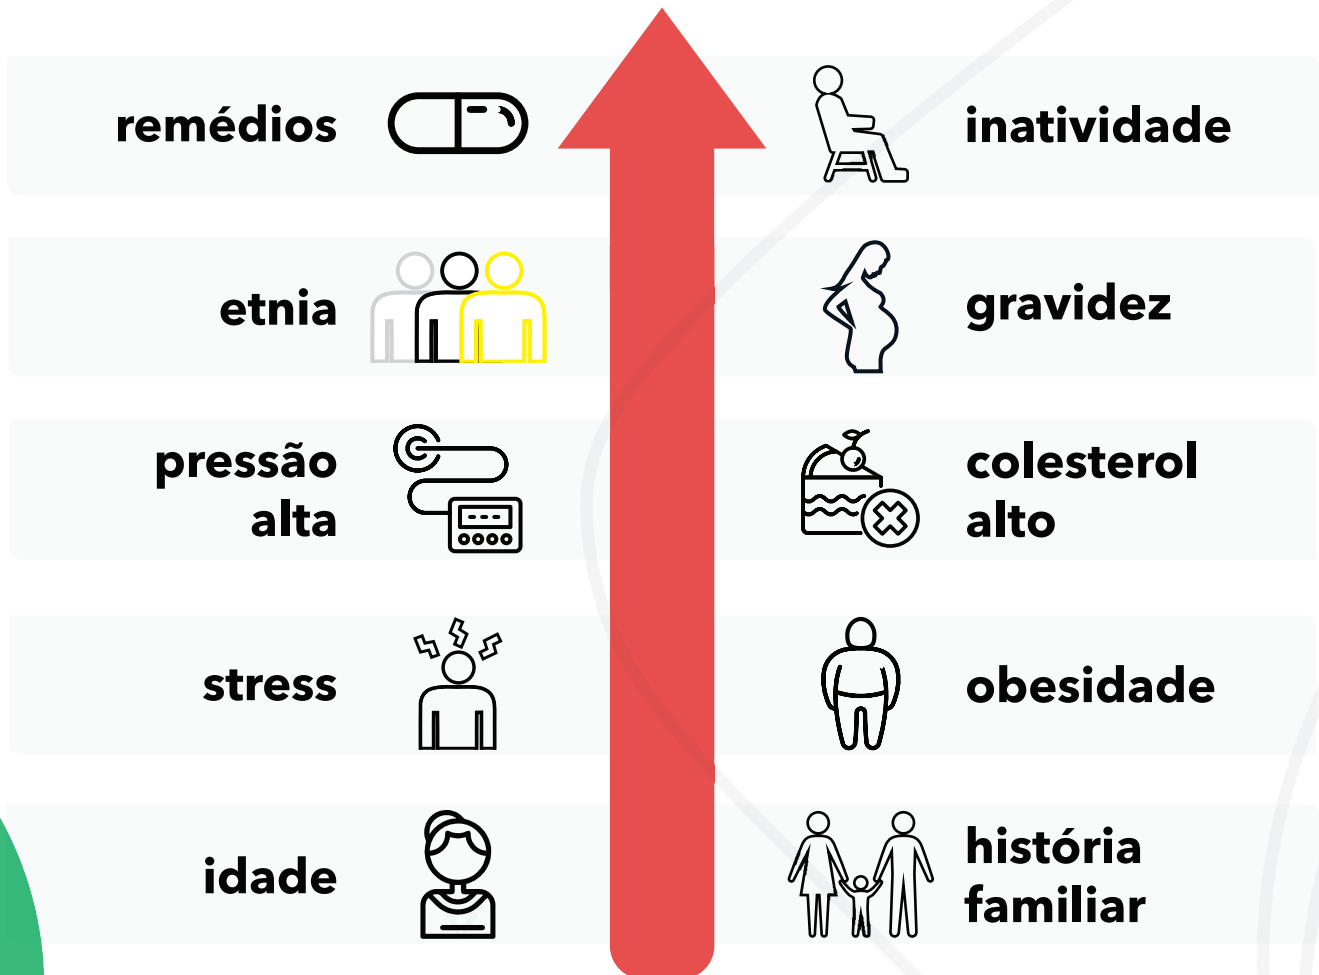 remédios
inatividade
etnia
gravidez
pressão
alta
colesterol
alto
stress
obesidade
idade
história
familiar